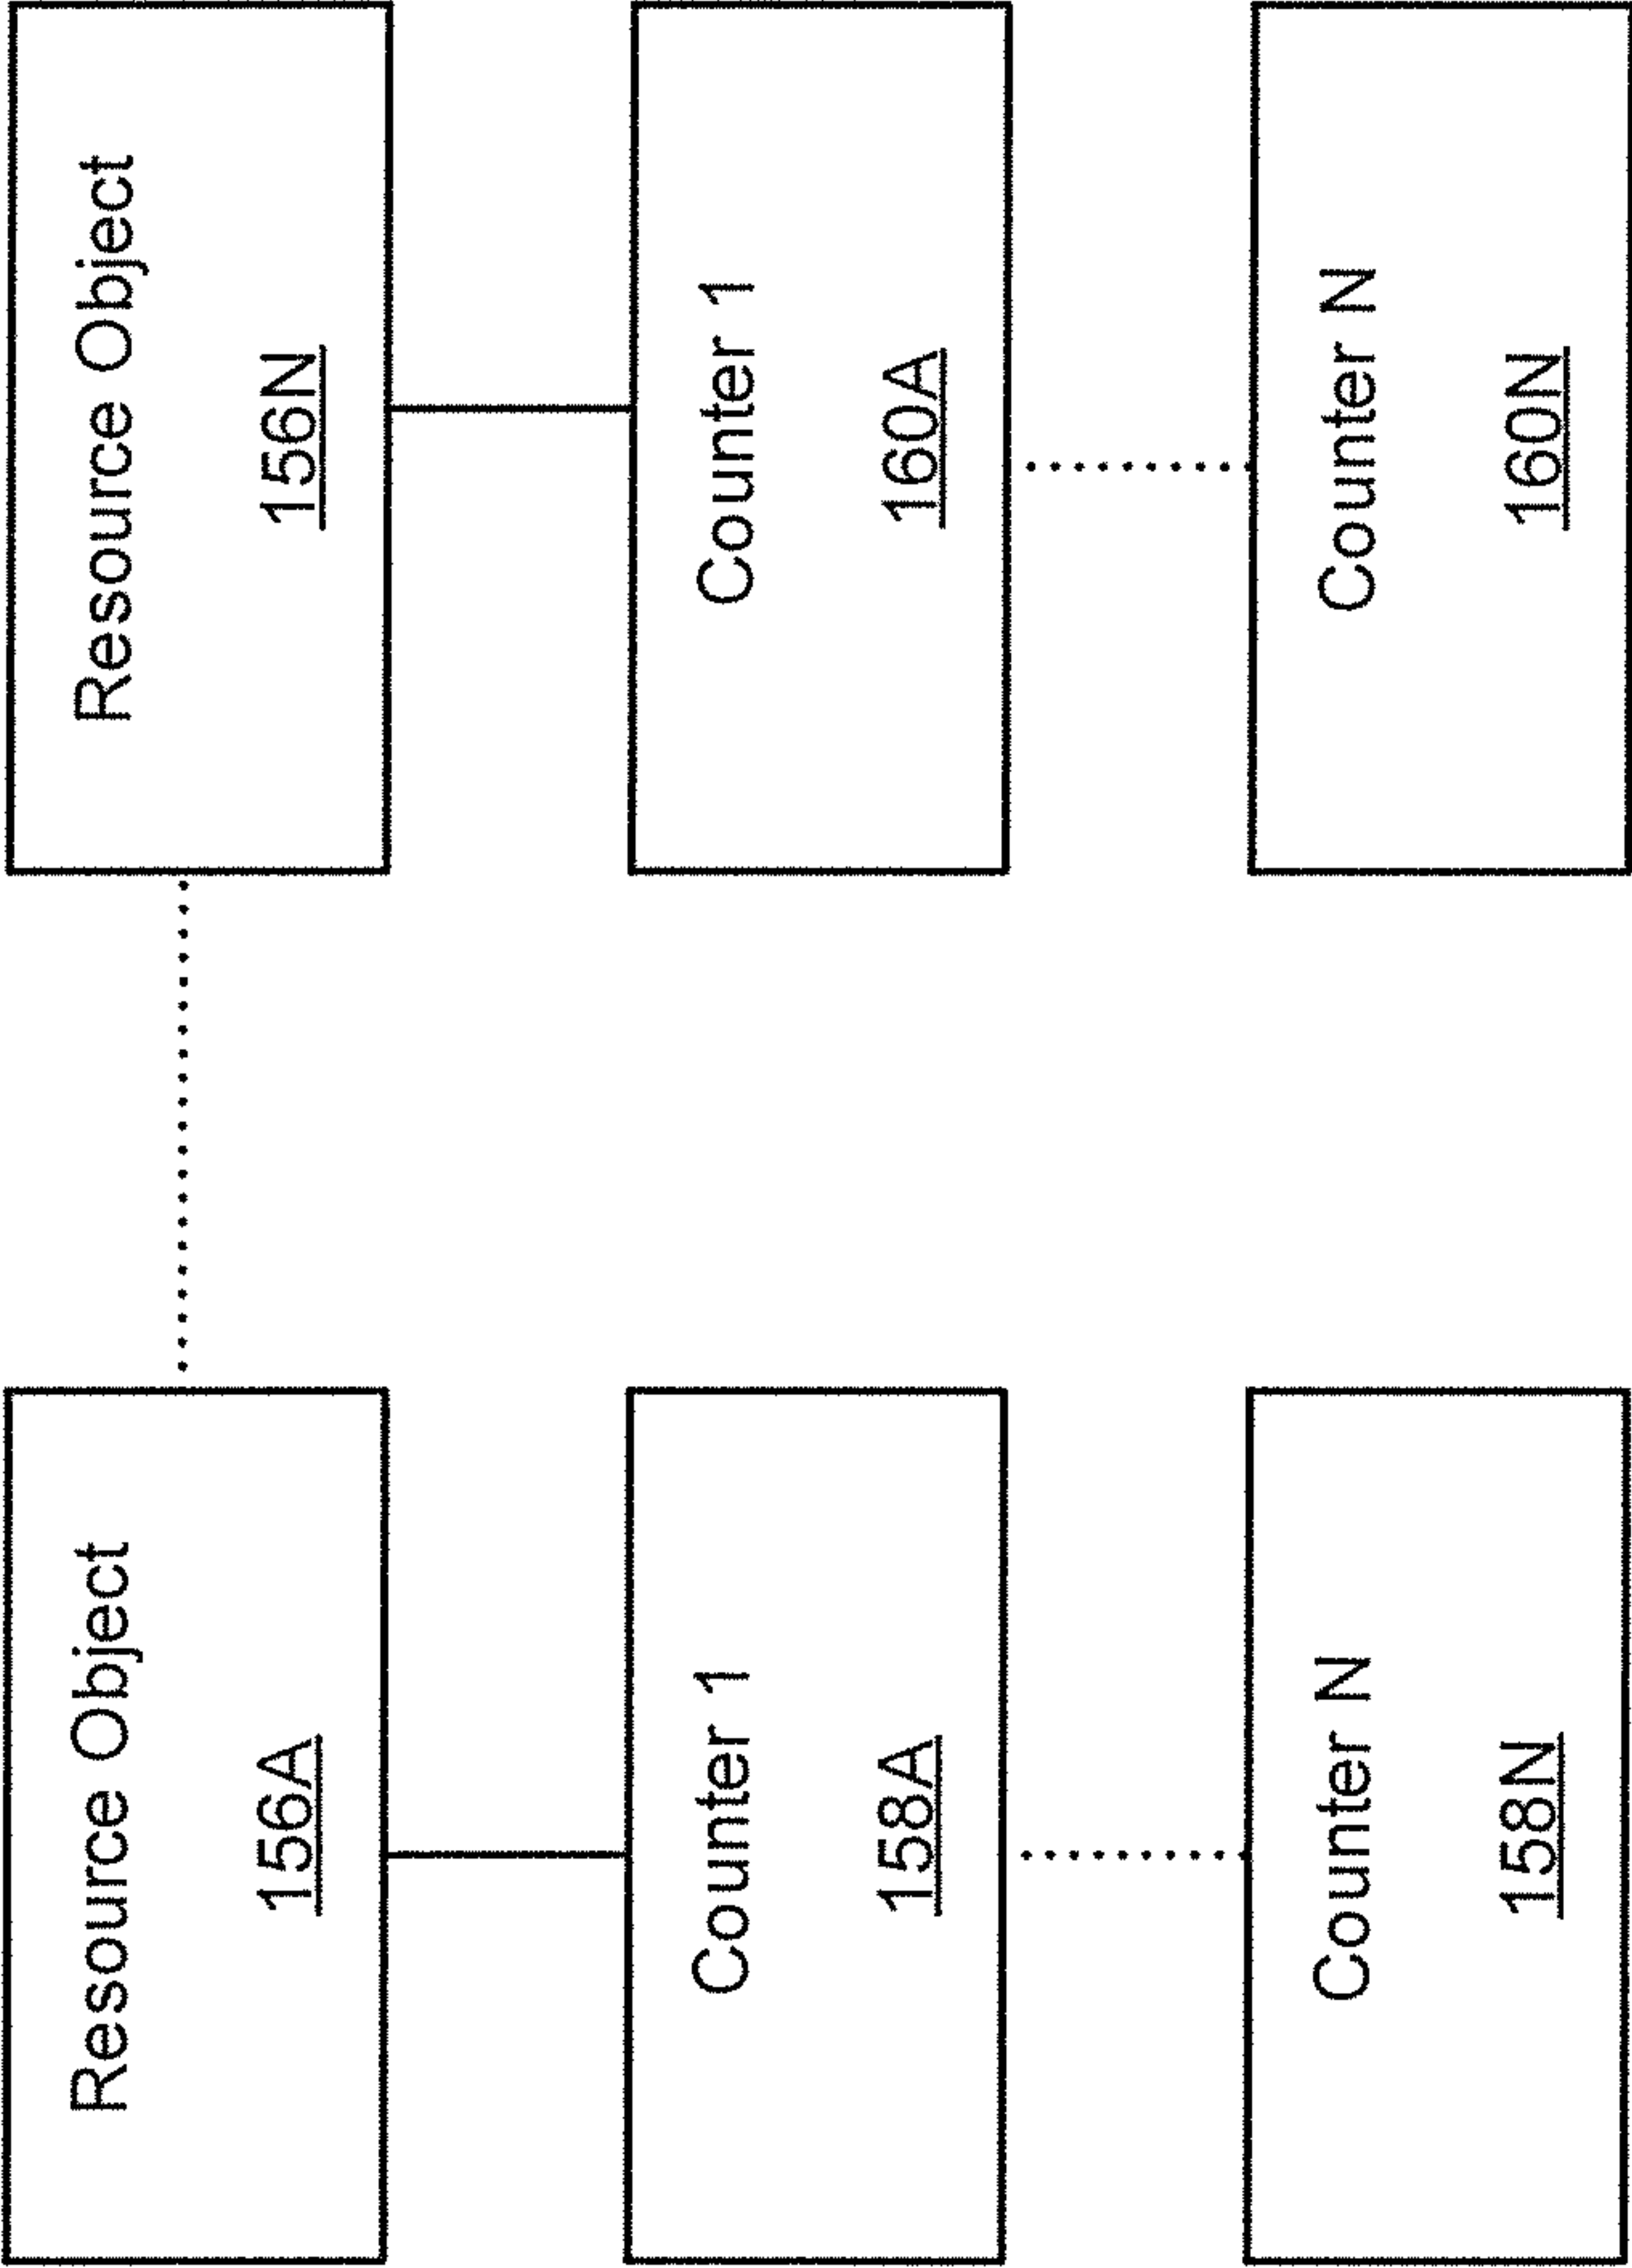 Resource Object
156A
Resource Object
156N
Counter 1
158A
Counter 1
160A
Counter N
158N
Counter N
160N